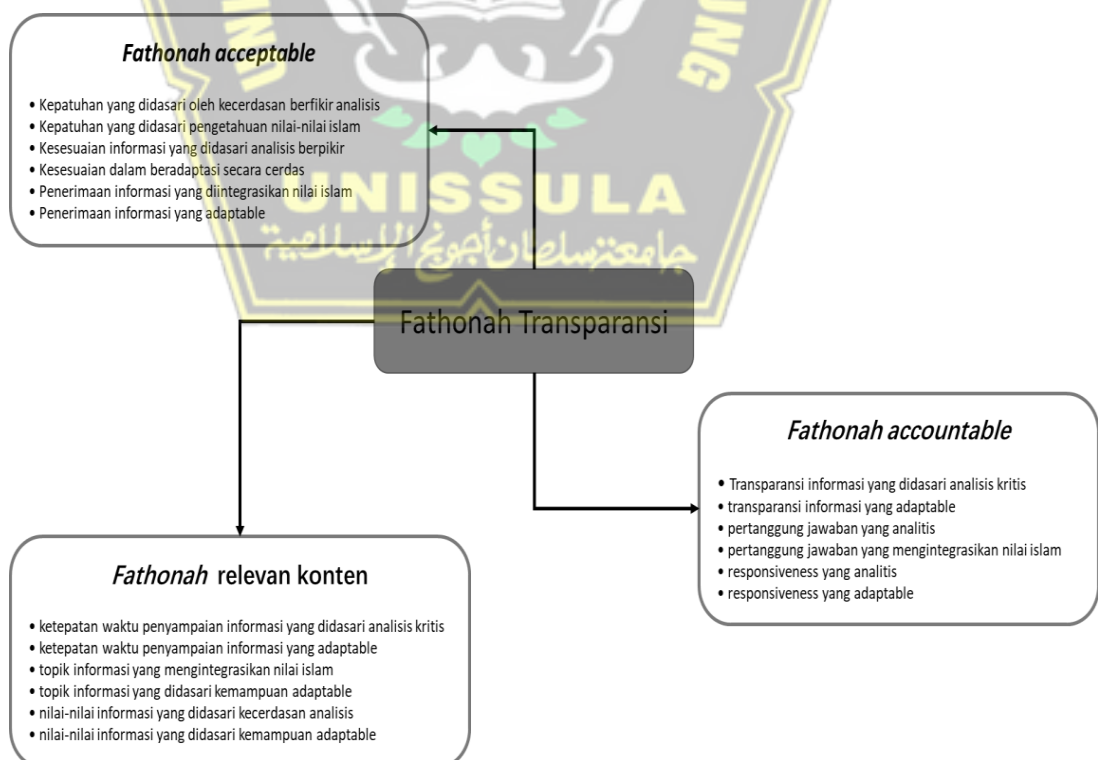 UNG
UNISSULA
جامعتنسلطان أجونج الإسلامية
Fathonah acceptable
• Kepatuhan yang didasari oleh kecerdasan berfikir analisis
• Kepatuhan yang didasari pengetahuan nilai-nilai islam
• Kesesuaian informasi yang didasari analisis berpikir
• Kesesuaian dalam beradaptasi secara cerdas
• Penerimaan informasi yang diintegrasikan nilai islam
• Penerimaan informasi yang adaptable
Fathonah Transparansi
Fathonah accountable
• Transparansi informasi yang didasari analisis kritis
• transparansi informasi yang adaptable
• pertanggung jawaban yang analitis
• pertanggung jawaban yang mengintegrasikan nilai islam
• responsiveness yang analitis
• responsiveness yang adaptable
Fathonah relevan konten
• ketepatan waktu penyampaian informasi yang didasari analisis kritis
• ketepatan waktu penyampaian informasi yang adaptable
• topik informasi yang mengintegrasikan nilai islam
• topik informasi yang didasari kemampuan adaptable
• nilai-nilai informasi yang didasari kecerdasan analisis
• nilai-nilai informasi yang didasari kemampuan adaptable